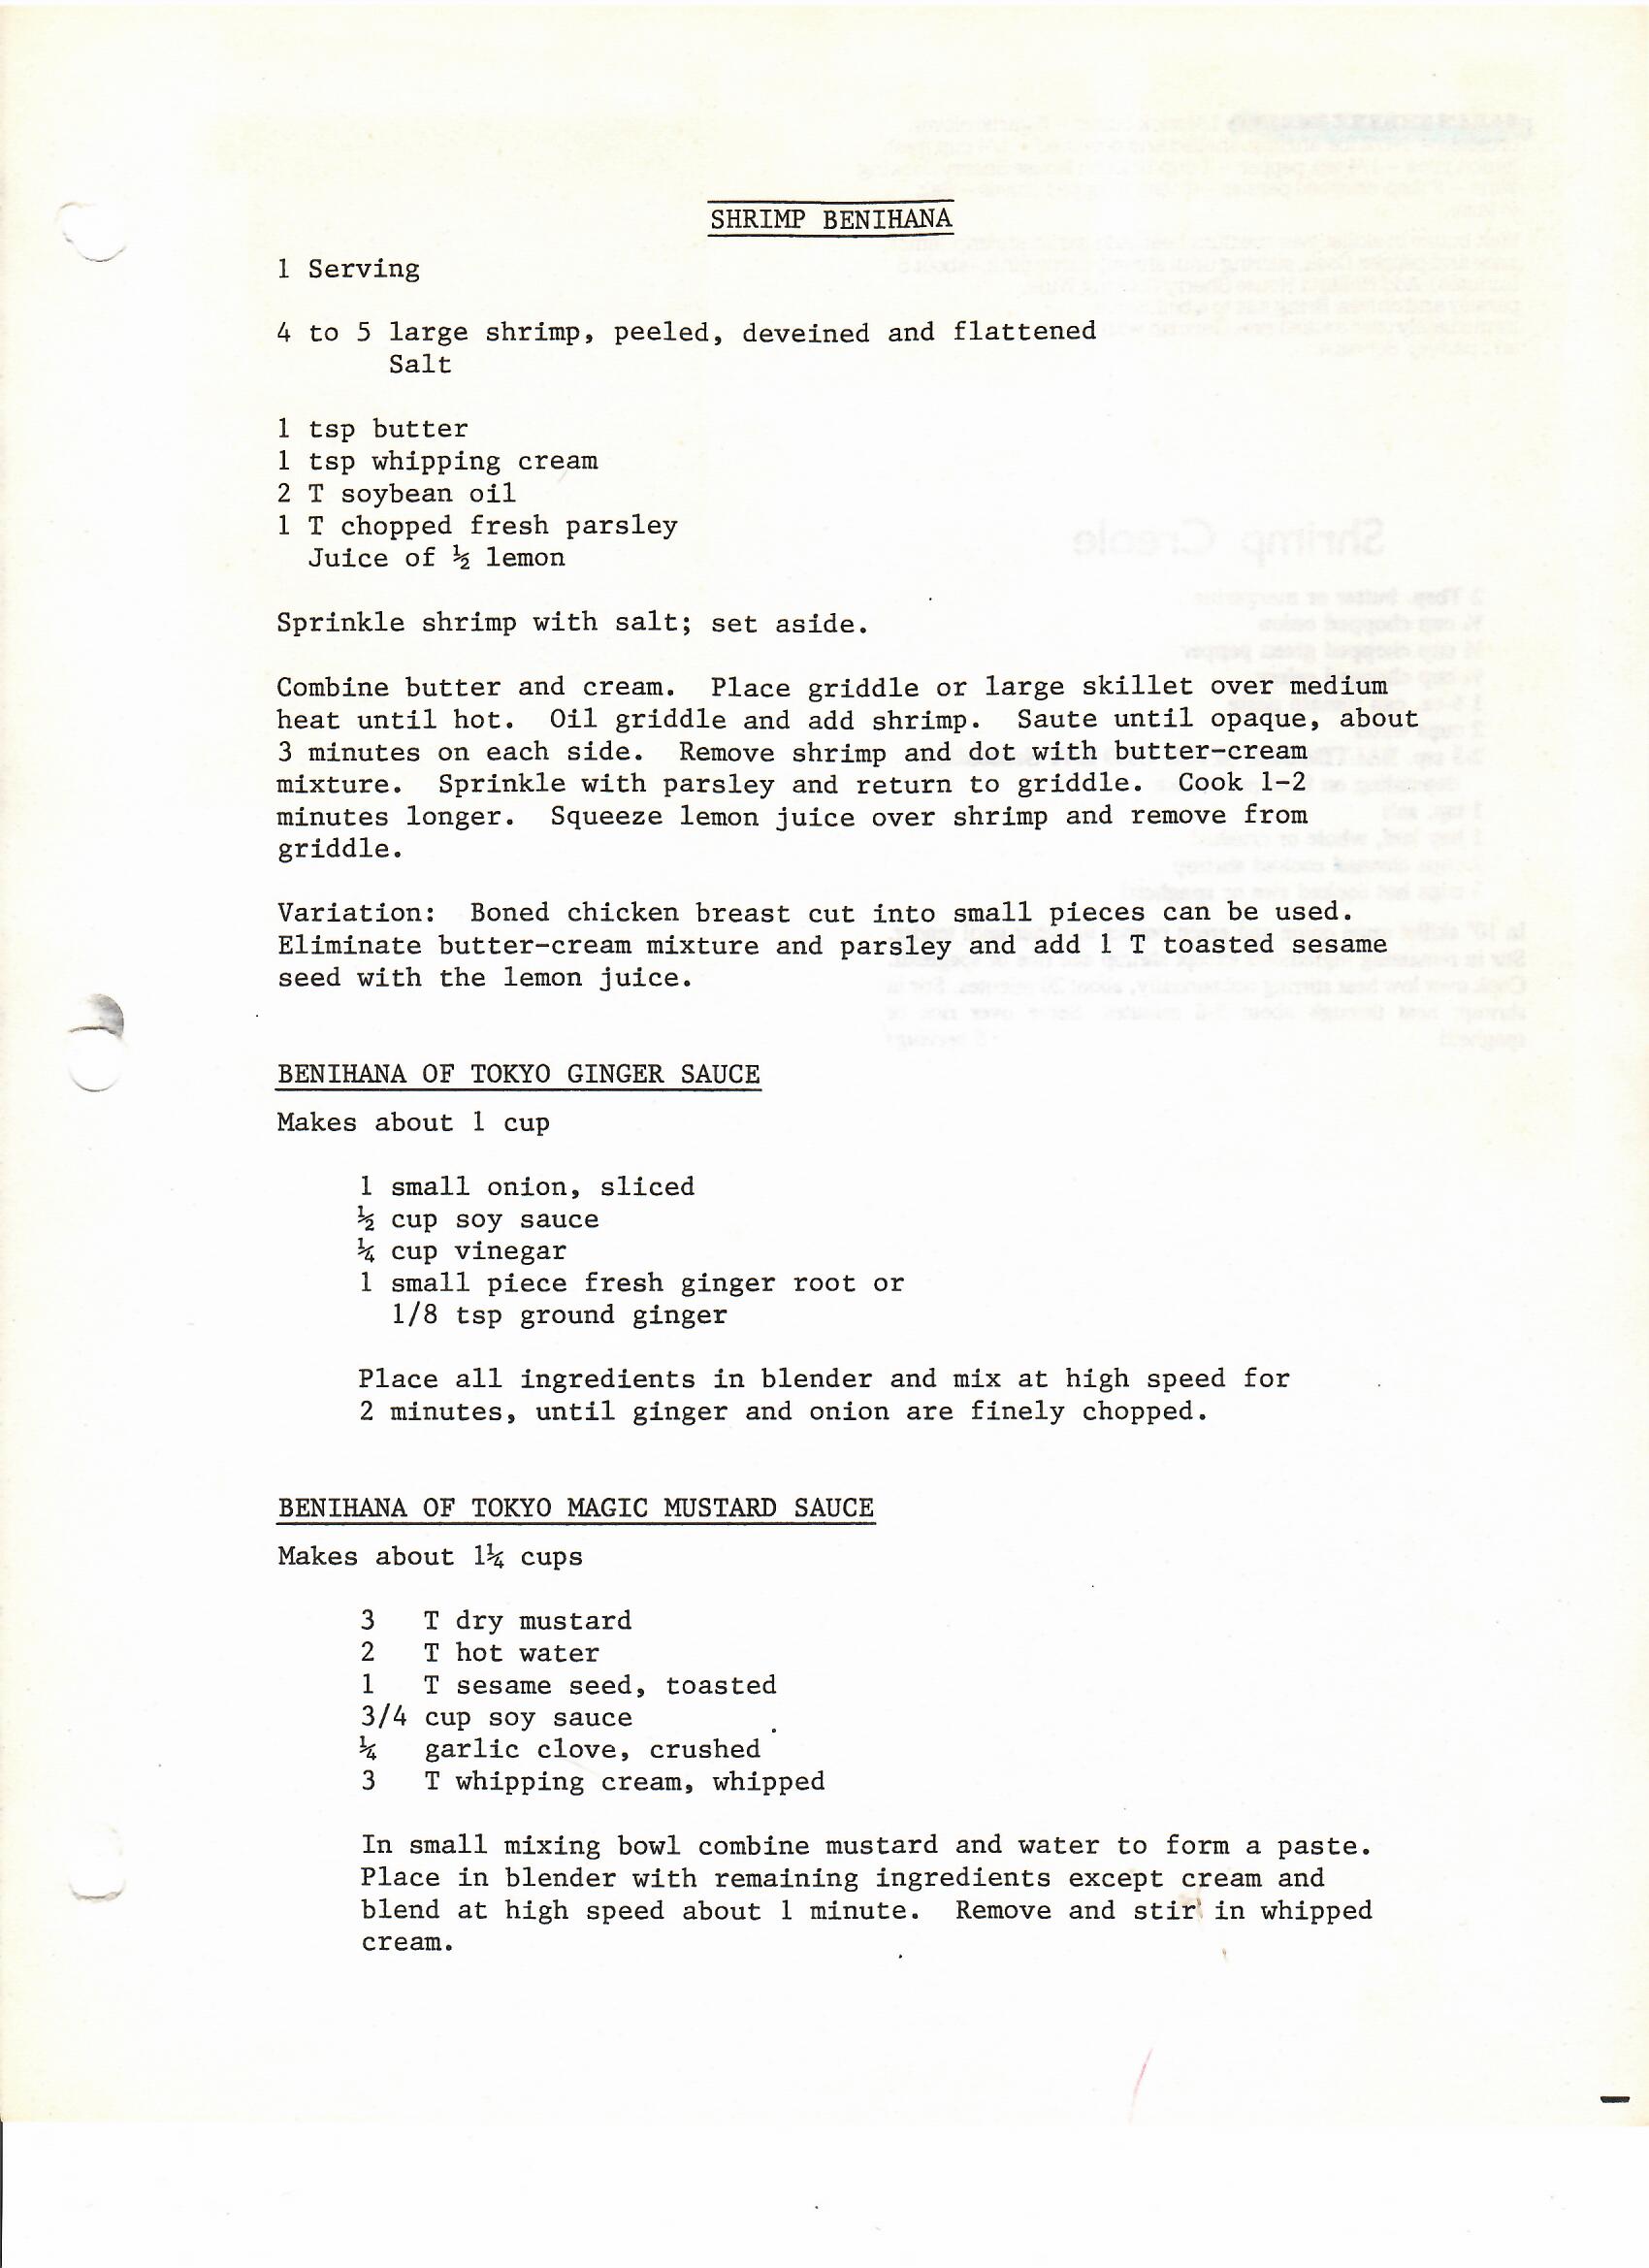 SHRIMP BENIHANA
1 Serving
4 to 5 large shrimp, peeled, deveined and flattened
Salt
1 tsp butter
1 tsp whipping cream
2 T soybean oil
1 T chopped fresh parsley
Juice of ½ lemon
Sprinkle shrimp with salt; set aside.
Combine butter and cream.  Place griddle or large skillet over medium
heat until hot.  Oil griddle and add shrimp.  Saute until opaque, about
3 minutes on each side.  Remove shrimp and dot with butter-cream
mixture.  Sprinkle with parsley and return to griddle.  Cook 1-2
minutes longer.  Squeeze lemon juice over shrimp and remove from
griddle.
Variation:  Boned chicken breast cut into small pieces can be used.
Eliminate butter-cream mixture and parsley and add 1 T toasted sesame
seed with the lemon juice.
BENIHANA OF TOKYO GINGER SAUCE
Makes about 1 cup
1 small onion, sliced
½ cup soy sauce
¼ cup vinegar
1 small piece fresh ginger root or
1/8 tsp ground ginger
Place all ingredients in blender and mix at high speed for
2 minutes, until ginger and onion are finely chopped.
BENIHANA OF TOKYO MAGIC MUSTARD SAUCE
Makes about 1¼ cups
3 T dry mustard
2 T hot water
1 T sesame seed, toasted
3/4 cup soy sauce
¼ garlic clove, crushed
3 T whipping cream, whipped
In small mixing bowl combine mustard and water to form a paste.
Place in blender with remaining ingredients except cream and
blend at high speed about 1 minute.  Remove and stir in whipped
cream.
Shrimp Creole